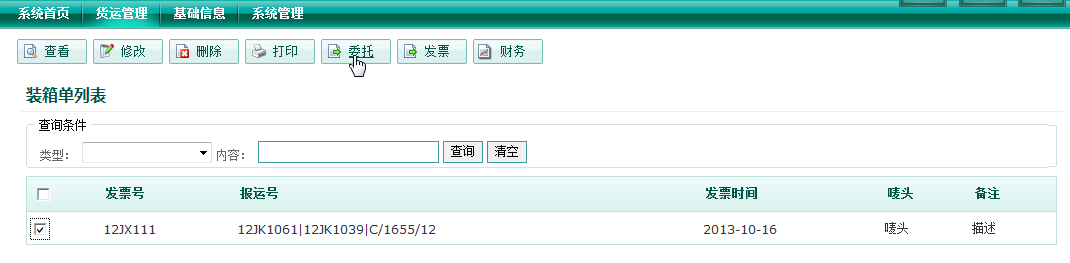 系统首页 货运管理 基础信息 系统管理
查看 修改 删除 打印 委托 发票 财务
装箱单列表
查询条件
类型： 内容： 查询 清空
发票号 报运号 发票时间 唛头 备注
12JX111 12JK1061|12JK1039|C/1655/12 2013-10-16 唛头 描述